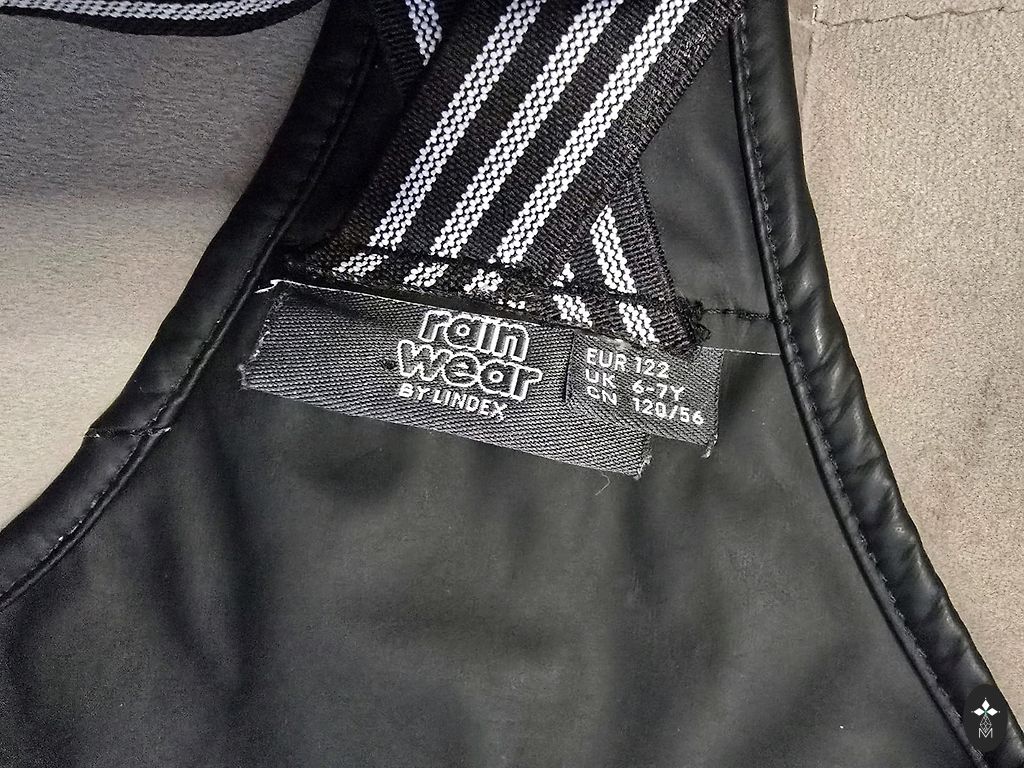 rain
wear
BY LINDEX
EUR 122
UK 6-7Y
CN 120/56
M